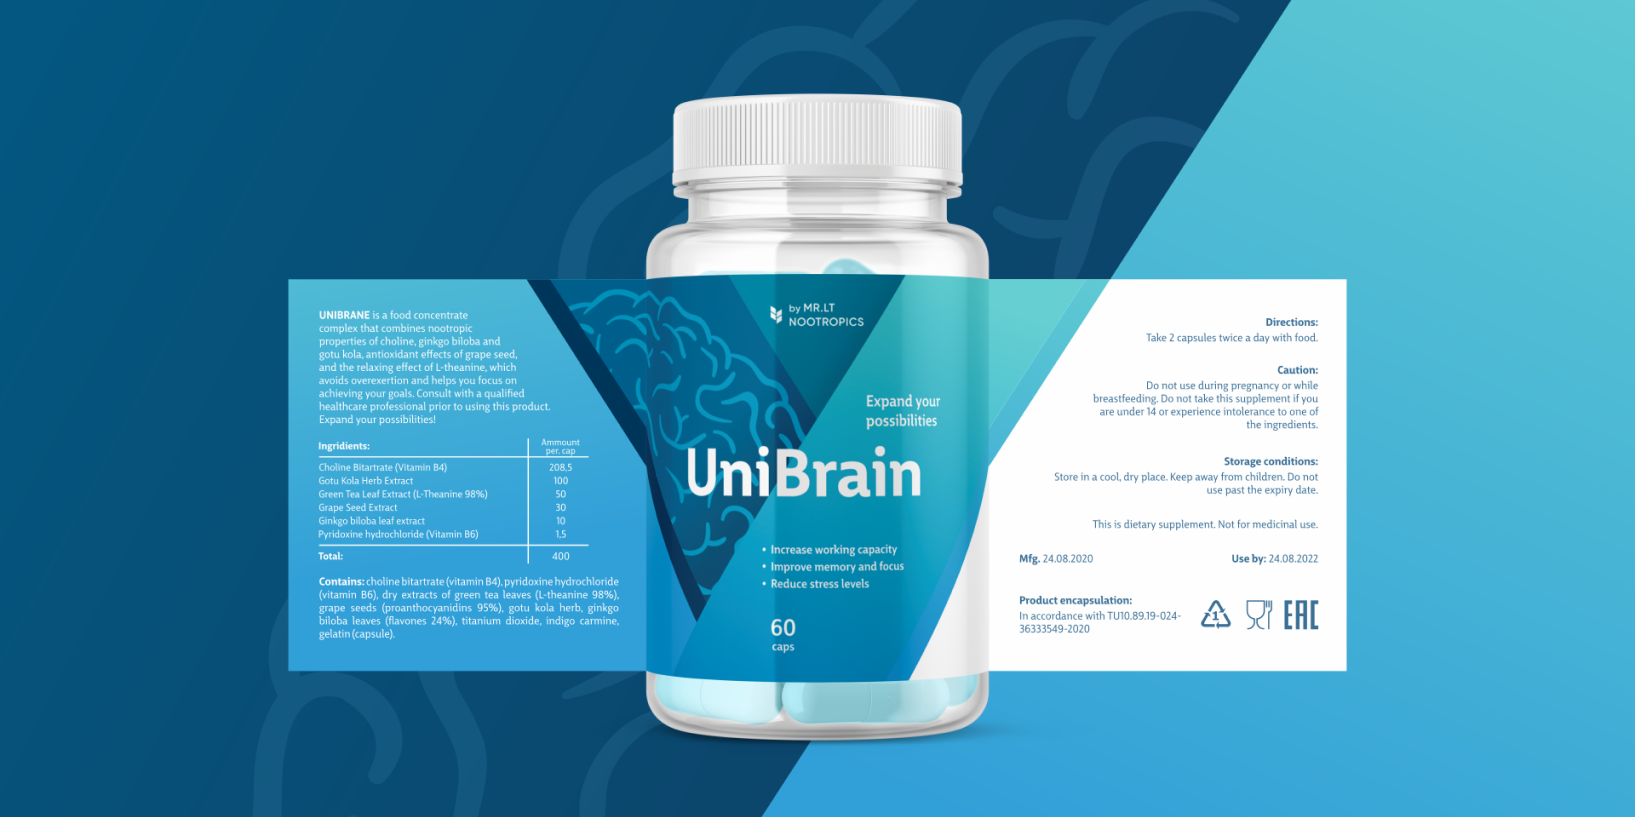 UNIBRANE is a food concentrate
complex that combines nootropic
properties of choline, ginkgo biloba and
gotu kola, antioxidant effects of grape seed,
and the relaxing effect of L-theanine, which
avoids overexertion and helps you focus on
achieving your goals. Consult with a qualified
healthcare professional prior to using this product.
Expand your possibilities!
Ingridients: Ammount
per. cap
Choline Bitartrate (Vitamin B4) 208,5
Gotu Kola Herb Extract 100
Green Tea Leaf Extract (L-Theanine 98%) 50
Grape Seed Extract 30
Ginkgo biloba leaf extract 10
Pyridoxine hydrochloride (Vitamin B6) 1,5
Total: 400
Contains: choline bitartrate (vitamin B4), pyridoxine hydrochloride
(vitamin B6), dry extracts of green tea leaves (L-theanine 98%),
grape seeds (proanthocyanidins 95%), gotu kola herb, ginkgo
biloba leaves (flavones 24%), titanium dioxide, indigo carmine,
gelatin (capsule).
by MR.LT
NOOTROPICS
Expand your
possibilities
UniBrain
• Increase working capacity
• Improve memory and focus
• Reduce stress levels
60
caps
Directions:
Take 2 capsules twice a day with food.
Caution:
Do not use during pregnancy or while
breastfeeding. Do not take this supplement if you
are under 14 or experience intolerance to one of
the ingredients.
Storage conditions:
Store in a cool, dry place. Keep away from children. Do not
use past the expiry date.
This is dietary supplement. Not for medicinal use.
Mfg. 24.08.2020 Use by: 24.08.2022
Product encapsulation:
In accordance with TU10.89.19-024-
36333549-2020
1
EAC